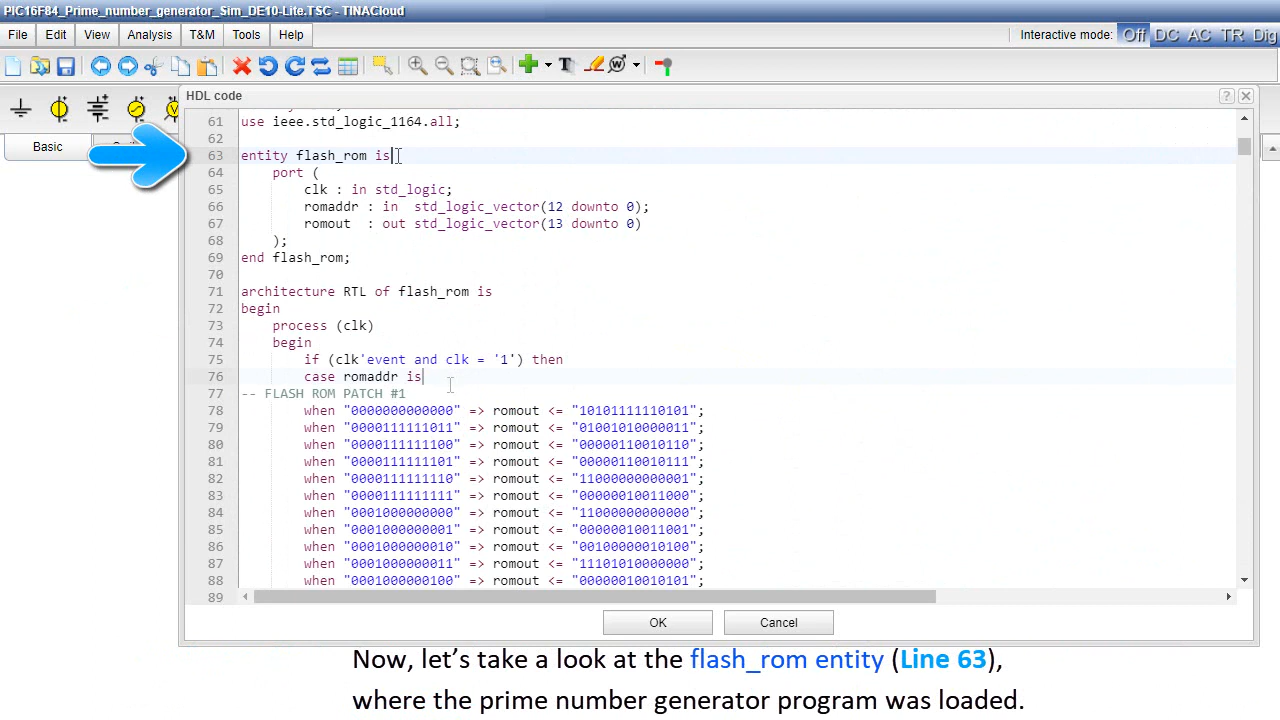 PIC16F84_Prime_number_generator_Sim_DE10-Lite.TSC - TINACloud
File Edit View Analysis T&M Tools Help Interactive mode: Off DC AC TR Dig
HDL code
Basic
61 use ieee.std_logic_1164.all;
62
63 entity flash_rom is
64 port (
65 clk : in std_logic;
66 romaddr : in std_logic_vector(12 downto 0);
67 romout : out std_logic_vector(13 downto 0)
68 );
69 end flash_rom;
70
71 architecture RTL of flash_rom is
72 begin
73 process (clk)
74 begin
75 if (clk'event and clk = '1') then
76 case romaddr is
77 -- FLASH ROM PATCH #1
78 when "0000000000000" => romout <= "10101111110101";
79 when "0000111111011" => romout <= "01001010000011";
80 when "0000111111100" => romout <= "00000110010110";
81 when "0000111111101" => romout <= "00000110010111";
82 when "0000111111110" => romout <= "11000000000001";
83 when "0000111111111" => romout <= "00000010011000";
84 when "0001000000000" => romout <= "11000000000000";
85 when "0001000000001" => romout <= "00000010011001";
86 when "0001000000010" => romout <= "00100000010100";
87 when "0001000000011" => romout <= "11101010000000";
88 when "0001000000100" => romout <= "00000010010101";
89
OK Cancel
Now, let's take a look at the flash_rom entity (Line 63),
where the prime number generator program was loaded.